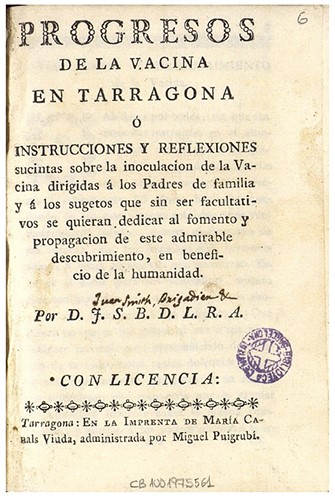 6
PROGRESOS
DE LA VACINA
EN TARRAGONA
Ó
INSTRUCCIONES Y REFLEXIONES
sucintas sobre la inoculacion de la Va-
cina dirigidas á los Padres de familia
y á los sugetos que sin ser facultati-
vos se quieran dedicar al fomento y
propagacion de este admirable
descubrimiento, en benefi-
cio de la humanidad.
Juan Smith, Brigadier de
Por D. J. S. B. D. L. R. A.
CON LICENCIA:
Tarragona: EN LA IMPRENTA DE MARÍA CA-
nals Viuda, administrada por Miguel Puigrubí.
CB 1001975561